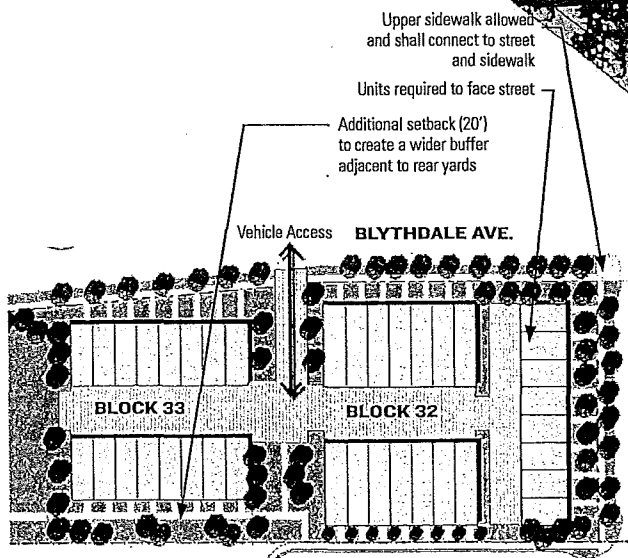 Upper sidewalk allowed
and shall connect to street
and sidewalk
Units required to face street
Additional setback (20')
to create a wider buffer
adjacent to rear yards
Vehicle Access
BLYTHDALE AVE.
BLOCK 33
BLOCK 32